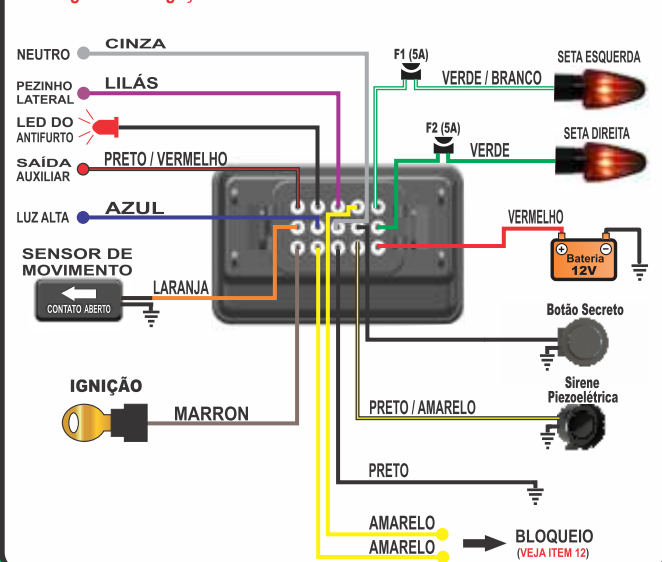 NEUTRO
CINZA
PEZINHO
LATERAL
LILÁS
LED DO
ANTIFURTO
SAÍDA
AUXILIAR
PRETO / VERMELHO
LUZ ALTA
AZUL
SENSOR DE
MOVIMENTO
CONTATO ABERTO
LARANJA
IGNIÇÃO
MARRON
F1 (5A)
VERDE / BRANCO
SETA ESQUERDA
F2 (5A)
VERDE
SETA DIREITA
VERMELHO
+ -
Bateria
12V
Botão Secreto
Sirene
Piezoelétrica
PRETO / AMARELO
PRETO
AMARELO
AMARELO
BLOQUEIO
(VEJA ITEM 12)